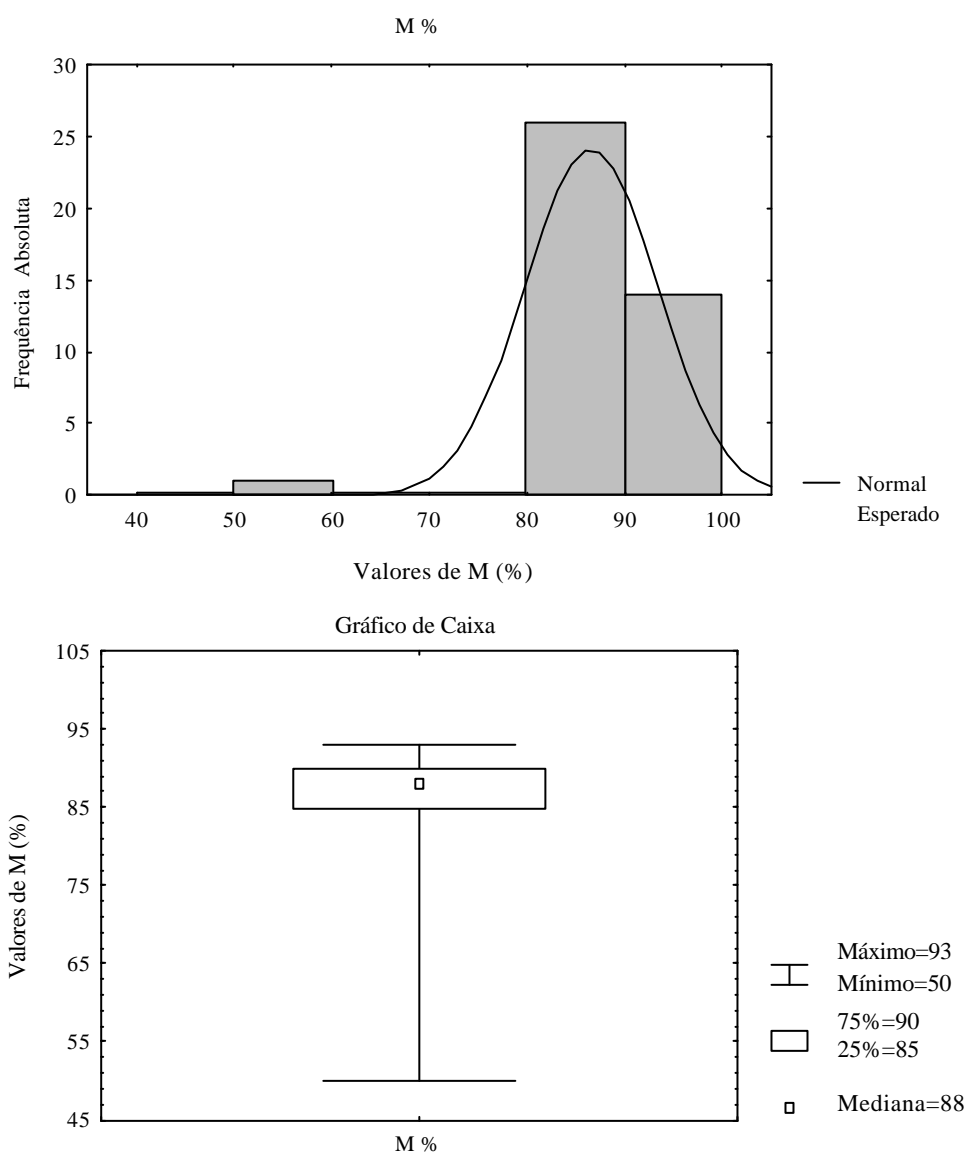 M %
30
25
20
15
10
5
0
Frequência Absoluta
40 50 60 70 80 90 100
Valores de M (%)
Normal
Esperado
Gráfico de Caixa
105
95
85
75
65
55
45
Valores de M (%)
M %
Máximo=93
Mínimo=50
75%=90
25%=85
Mediana=88